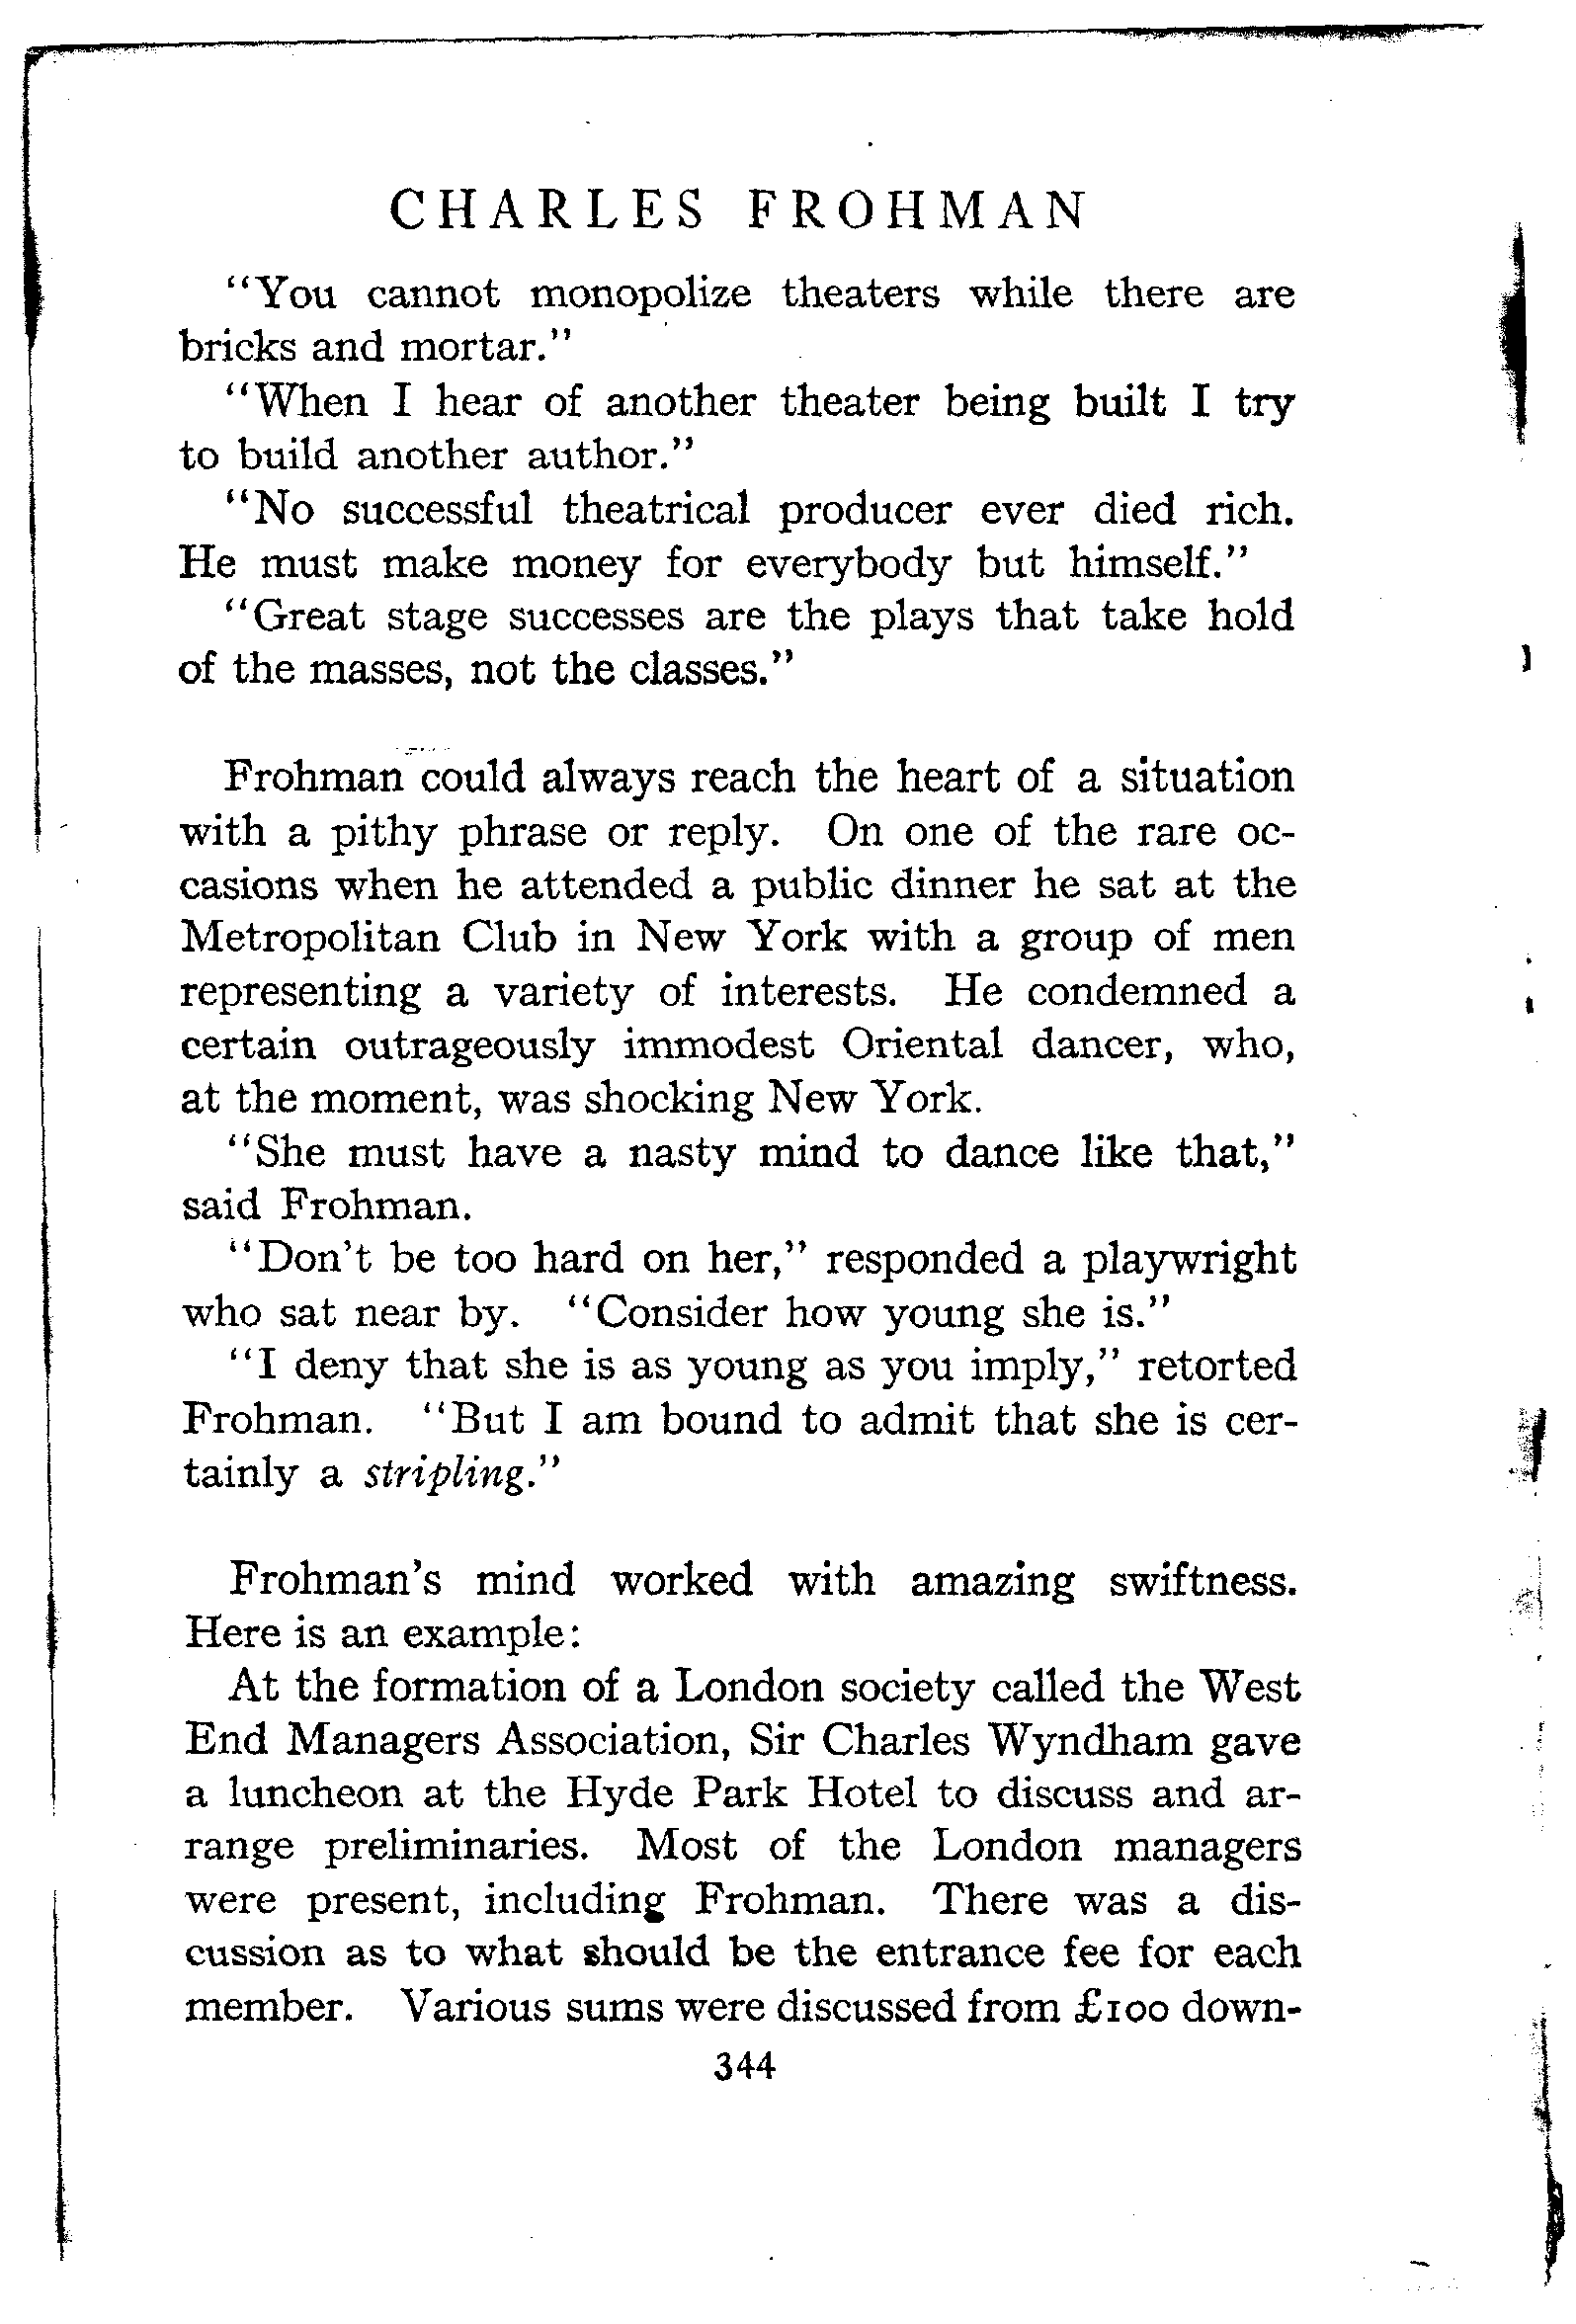 CHARLES FROHMAN
"You cannot monopolize theaters while there are
bricks and mortar."
"When I hear of another theater being built I try
to build another author."
"No successful theatrical producer ever died rich.
He must make money for everybody but himself."
"Great stage successes are the plays that take hold
of the masses, not the classes."
Frohman could always reach the heart of a situation
with a pithy phrase or reply. On one of the rare oc-
casions when he attended a public dinner he sat at the
Metropolitan Club in New York with a group of men
representing a variety of interests. He condemned a
certain outrageously immodest Oriental dancer, who,
at the moment, was shocking New York.
"She must have a nasty mind to dance like that,"
said Frohman.
"Don't be too hard on her," responded a playwright
who sat near by. "Consider how young she is."
"I deny that she is as young as you imply," retorted
Frohman. "But I am bound to admit that she is cer-
tainly a stripling."
Frohman's mind worked with amazing swiftness.
Here is an example:
At the formation of a London society called the West
End Managers Association, Sir Charles Wyndham gave
a luncheon at the Hyde Park Hotel to discuss and ar-
range preliminaries. Most of the London managers
were present, including Frohman. There was a dis-
cussion as to what should be the entrance fee for each
member. Various sums were discussed from £100 down-
344